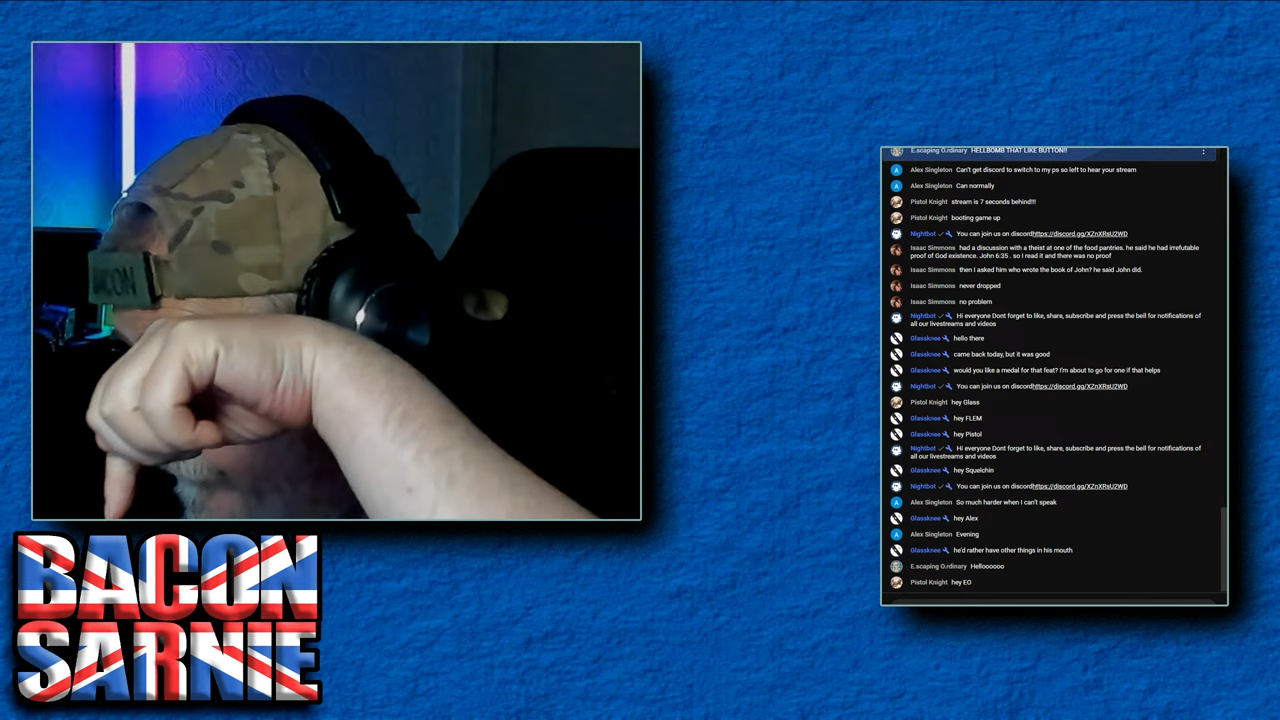 BACON
BACON
SARNIE
E.scaping O.rdinary HELLBOMB THAT LIKE BUTTON!!
Alex Singleton Can't get discord to switch to my ps so left to hear your stream
Alex Singleton Can normally
Pistol Knight stream is 7 seconds behind!!!
Pistol Knight booting game up
Nightbot You can join us on discordhttps://discord.gg/XZnXRsU2WD
Isaac Simmons had a discussion with a theist at one of the food pantries. he said he had irrefutable
proof of God existence. John 6:35 . so I read it and there was no proof
Isaac Simmons then I asked him who wrote the book of John? he said John did.
Isaac Simmons never dropped
Isaac Simmons no problem
Nightbot Hi everyone Dont forget to like, share, subscribe and press the bell for notifications of
all our livestreams and videos
Glassknee hello there
Glassknee came back today, but it was good
Glassknee would you like a medal for that feat? I'm about to go for one if that helps
Nightbot You can join us on discordhttps://discord.gg/XZnXRsU2WD
Pistol Knight hey Glass
Glassknee hey FLEM
Glassknee hey Pistol
Nightbot Hi everyone Dont forget to like, share, subscribe and press the bell for notifications of
all our livestreams and videos
Glassknee hey Squelchin
Nightbot You can join us on discordhttps://discord.gg/XZnXRsU2WD
Alex Singleton So much harder when I can't speak
Glassknee hey Alex
Alex Singleton Evening
Glassknee he'd rather have other things in his mouth
E.scaping O.rdinary Helloooooo
Pistol Knight hey EO